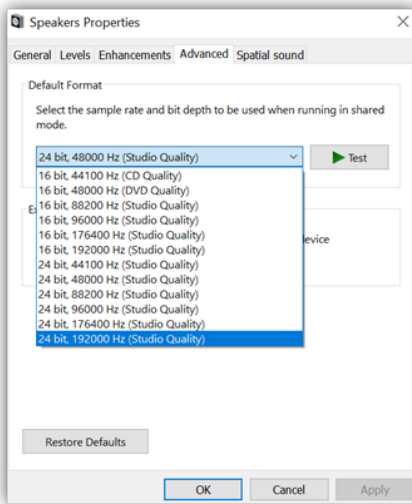 Speakers Properties
General Levels Enhancements Advanced Spatial sound
Default Format
Select the sample rate and bit depth to be used when running in shared
mode.
24 bit, 48000 Hz (Studio Quality)
Test
16 bit, 44100 Hz (CD Quality)
16 bit, 48000 Hz (DVD Quality)
16 bit, 88200 Hz (Studio Quality)
16 bit, 96000 Hz (Studio Quality)
16 bit, 176400 Hz (Studio Quality)
16 bit, 192000 Hz (Studio Quality)
24 bit, 44100 Hz (Studio Quality)
24 bit, 48000 Hz (Studio Quality)
24 bit, 88200 Hz (Studio Quality)
24 bit, 96000 Hz (Studio Quality)
24 bit, 176400 Hz (Studio Quality)
24 bit, 192000 Hz (Studio Quality)
Restore Defaults
OK Cancel Apply